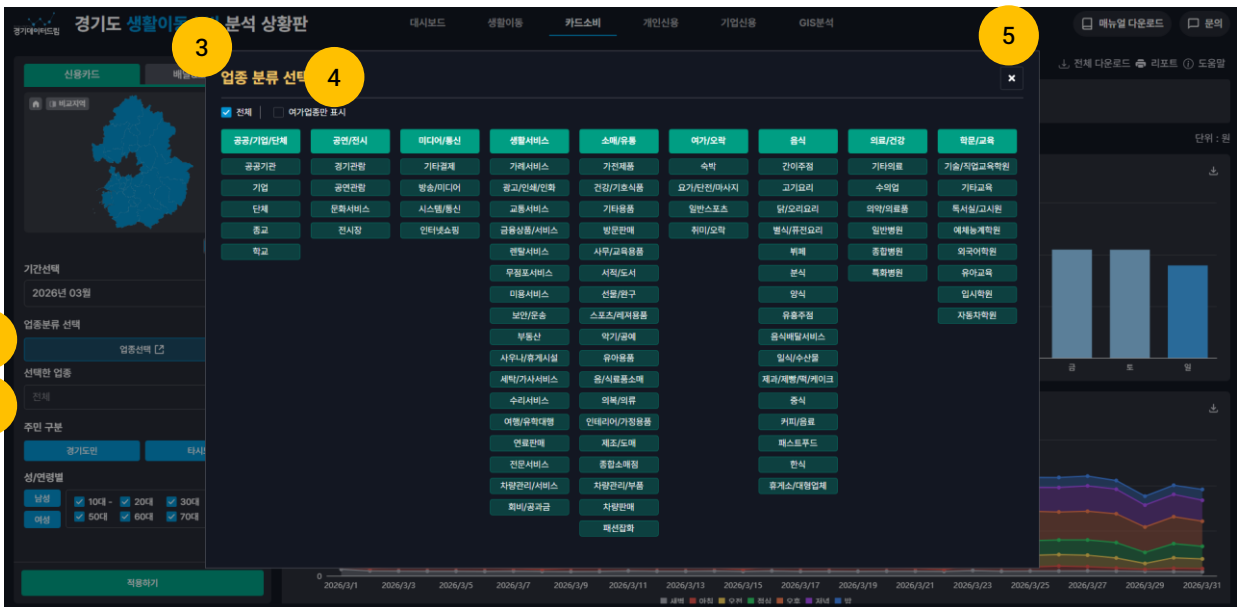 경기데이터드림 경기도 생활이동 분석 상황판 대시보드 생활이동 카드소비 개인신용 기업신용 GIS분석 매뉴얼 다운로드 문의
3
5
4
신용카드
전체 다운로드 리포트 도움말
비교지역
업종 분류 선택
×
전체 여가업종만 표시
단위 : 원
공공/기업/단체 공연/전시 미디어/통신 생활서비스 소매/유통 여가/오락 음식 의료/건강 학문/교육
공공기관 경기관람 기타결제 가례서비스 가전제품 숙박 간이주점 기타의료 기술/직업교육학원
기업 공연관람 방송/미디어 광고/인쇄/인화 건강/기호식품 요가/단전/마사지 고기요리 수의업 기타교육
단체 문화서비스 시스템/통신 교통서비스 기타용품 일반스포츠 닭/오리요리 의약/의료품 독서실/고시원
종교 전시장 인터넷쇼핑 금융상품/서비스 방문판매 취미/오락 별식/퓨전요리 일반병원 예체능계학원
학교 렌탈서비스 사무/교육용품 뷔페 종합병원 외국어학원
무점포서비스 서적/도서 분식 특화병원 유아교육
미용서비스 선물/완구 양식 입시학원
보안/운송 스포츠/레저용품 유흥주점 자동차학원
부동산 악기/공예 음식배달서비스
사우나/휴게시설 유아용품 일식/수산물
세탁/가사서비스 음/식료품소매 제과/제빵/떡/케이크
수리서비스 의복/의류 중식
여행/유학대행 인테리어/가정용품 커피/음료
연료판매 제조/도매 패스트푸드
전문서비스 종합소매점 한식
차량관리/서비스 차량관리/부품 휴게소/대형업체
회비/공과금 차량판매
패션잡화
기간선택
2026년 03월
업종분류 선택
업종선택
선택한 업종
전체
주민 구분
경기도민
성/연령별
남성 10대 - 20대 30대
여성 50대 60대 70대
적용하기
금 토 일
0
2026/3/1 2026/3/3 2026/3/5 2026/3/7 2026/3/9 2026/3/11 2026/3/13 2026/3/15 2026/3/17 2026/3/19 2026/3/21 2026/3/23 2026/3/25 2026/3/27 2026/3/29 2026/3/31
새벽 아침 오전 점심 오후 저녁 밤